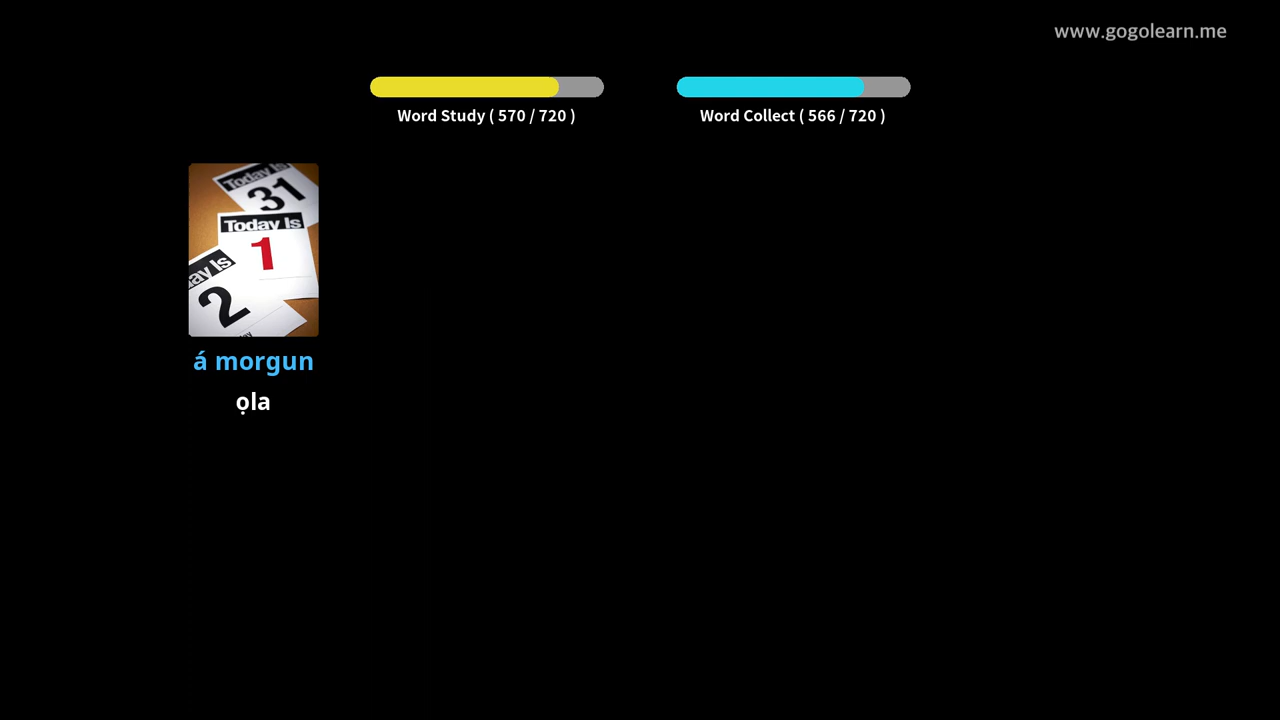 www.gogolearn.me
Word Study ( 570 / 720 )
Word Collect ( 566 / 720 )
Today Is
31
Today Is
1
ay Is
2
á morgun
ọla